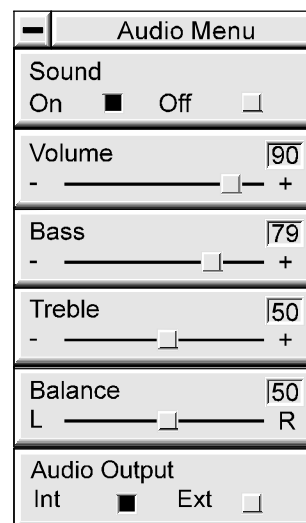 Audio Menu
Sound
On Off
Volume 90
- +
Bass 79
- +
Treble 50
- +
Balance 50
L R
Audio Output
Int Ext